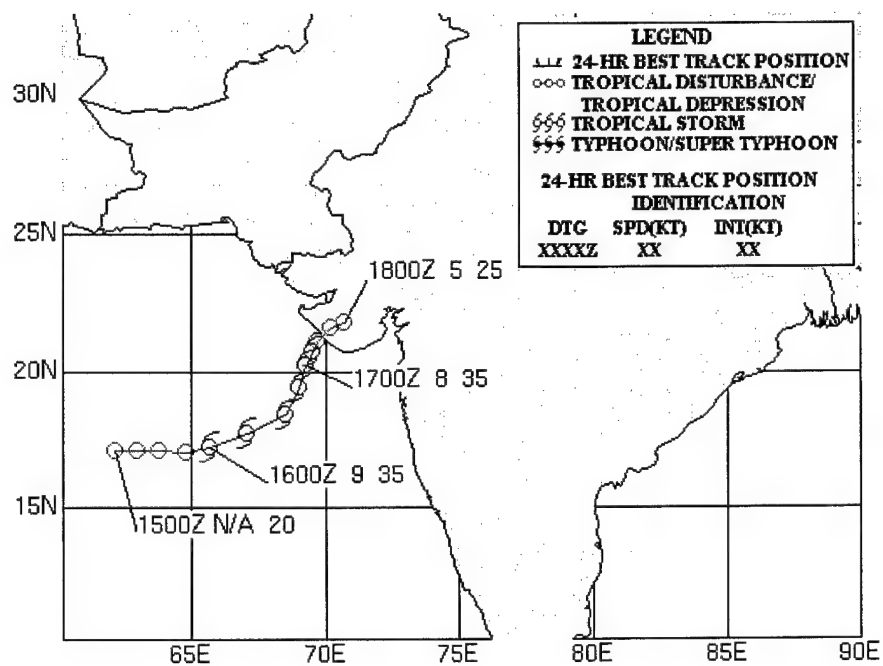 LEGEND
24-HR BEST TRACK POSITION
TROPICAL DISTURBANCE/
TROPICAL DEPRESSION
TROPICAL STORM
TYPHOON/SUPER TYPHOON
24-HR BEST TRACK POSITION
IDENTIFICATION
DTG SPD(KT) INT(KT)
XXXXZ XX XX
30N
25N
1800Z 5 25
20N
1700Z 8 35
1600Z 9 35
15N
1500Z N/A 20
65E 70E 75E 80E 85E 90E